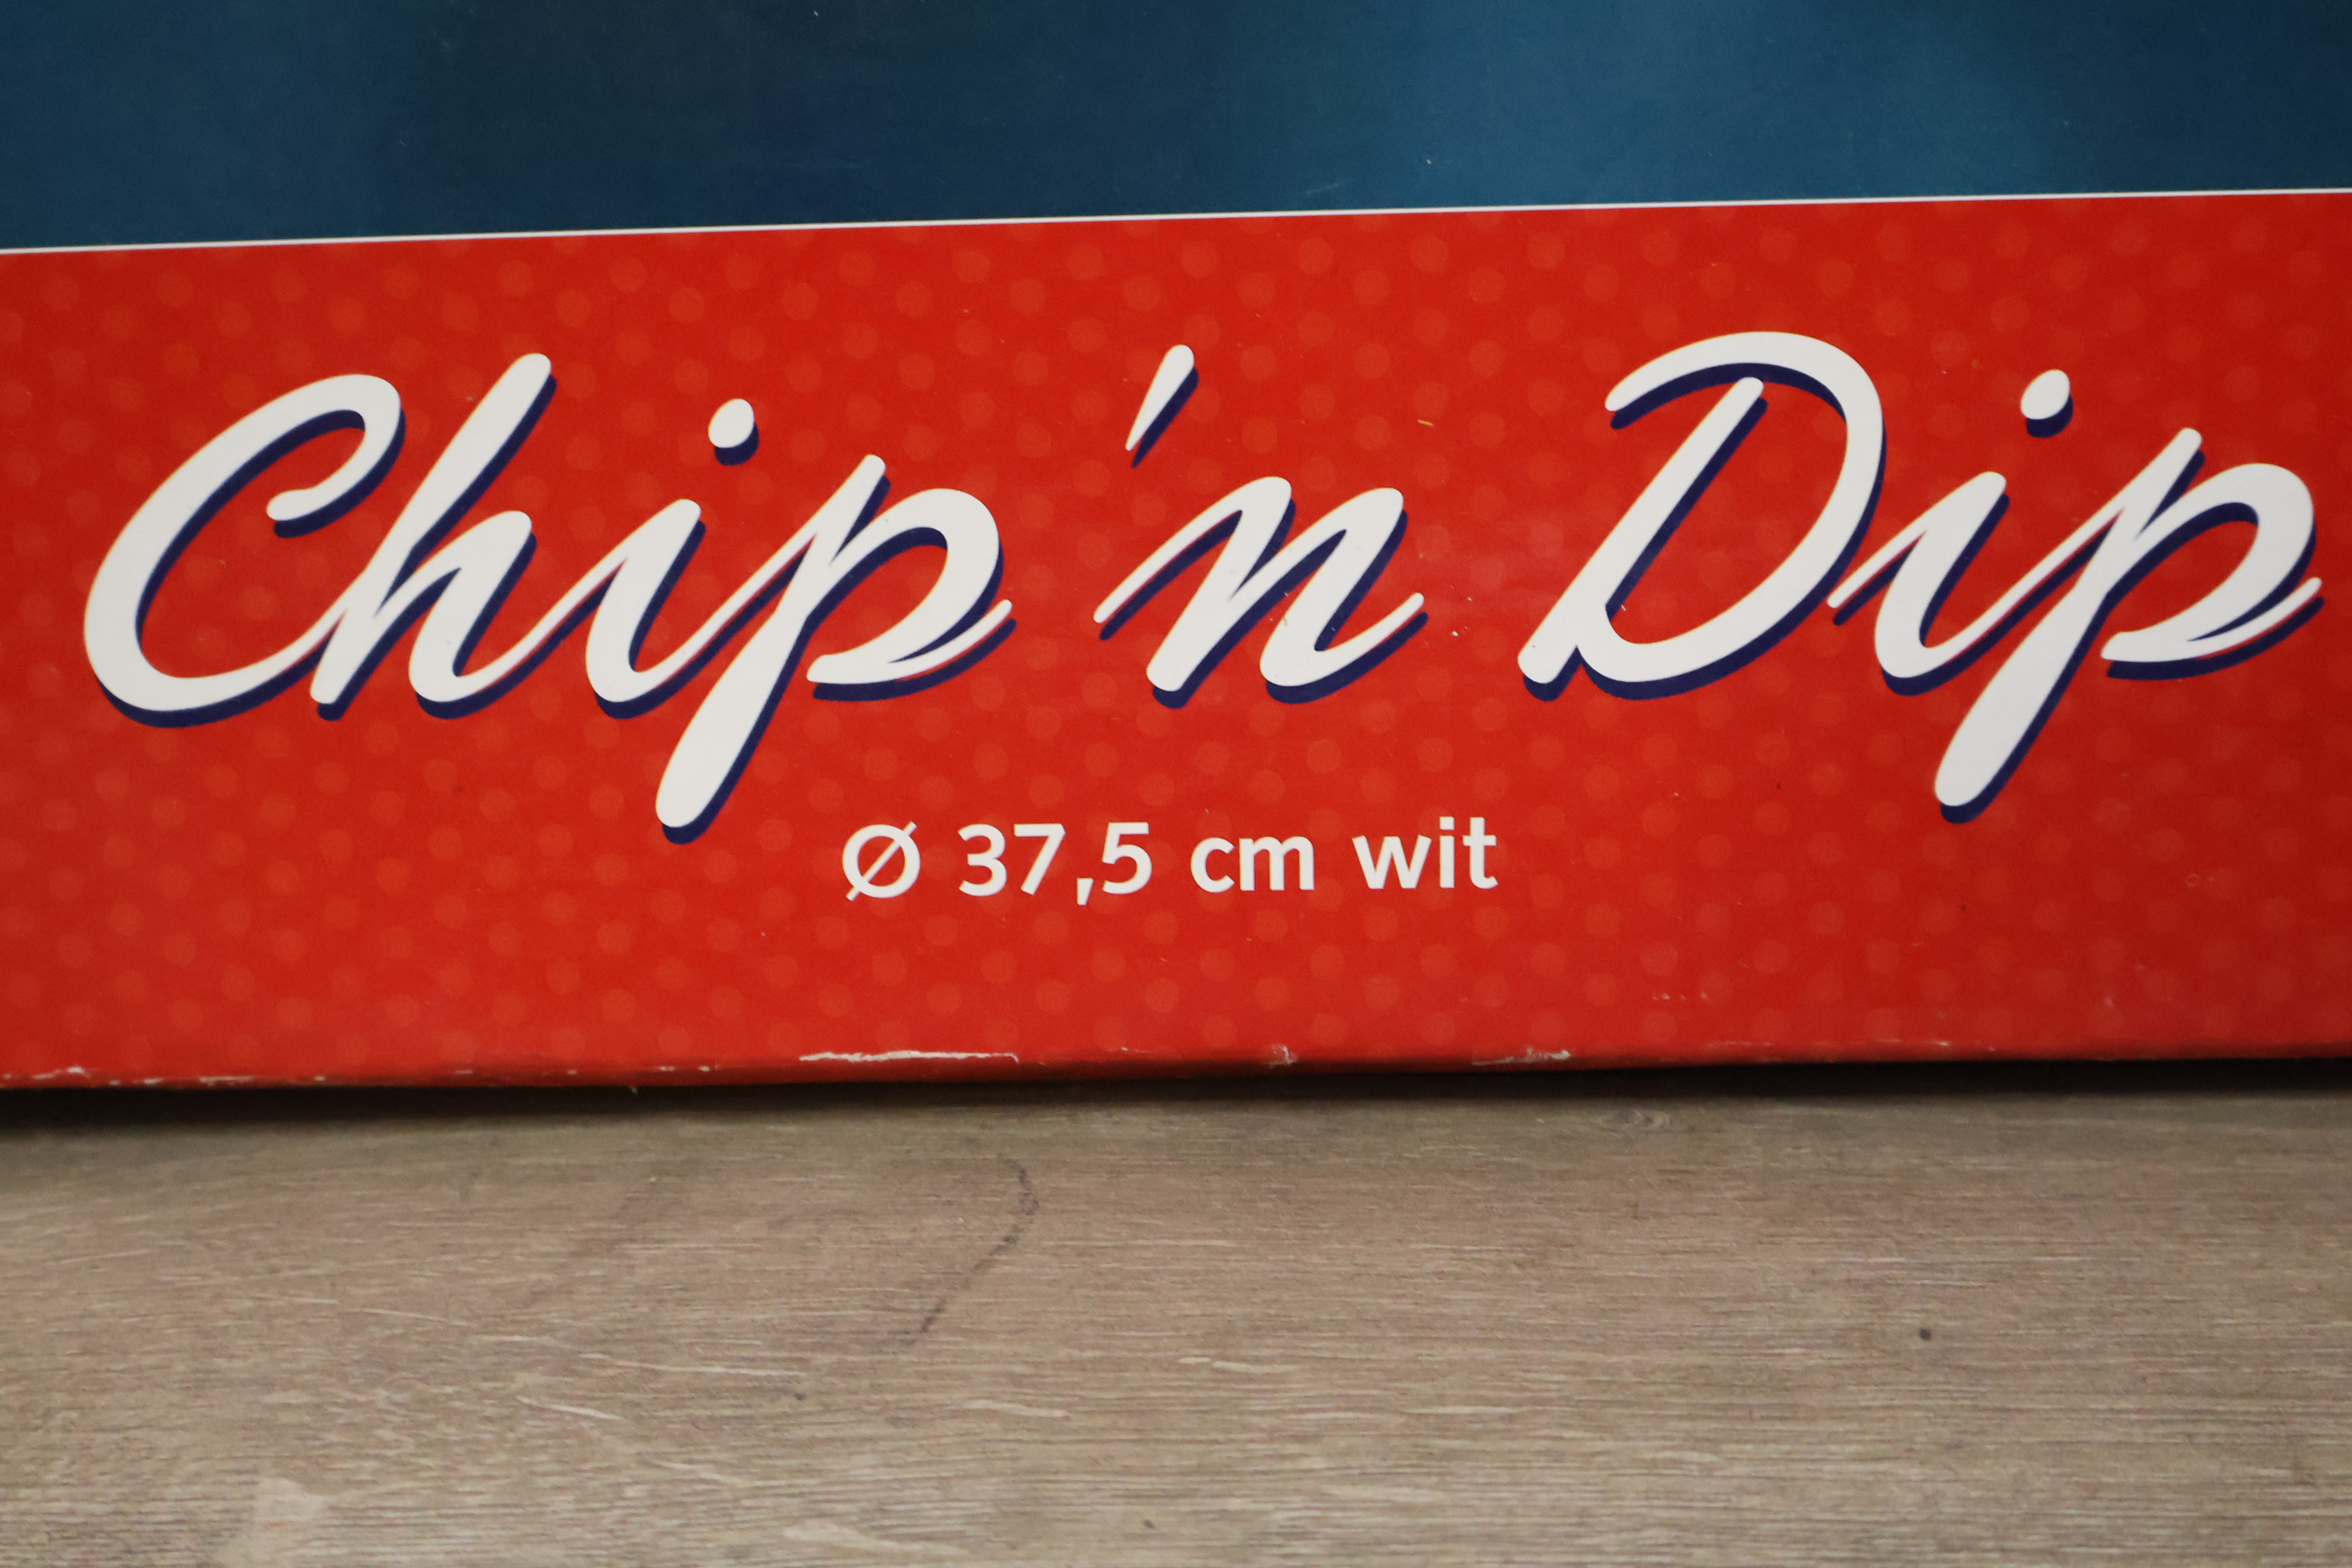 Chip 'n Dip
Ø 37,5 cm wit